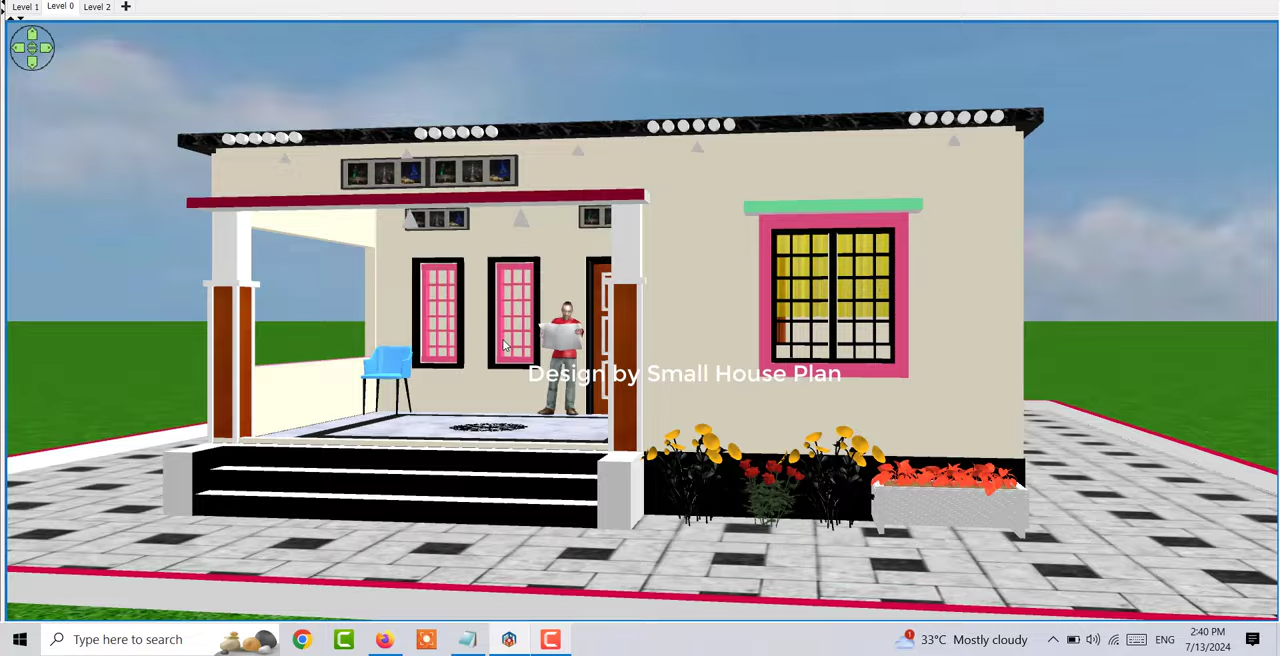 Level 1 Level 0 Level 2
Design by Small House Plan
Type here to search
1
33°C Mostly cloudy
ENG
2:40 PM
7/13/2024